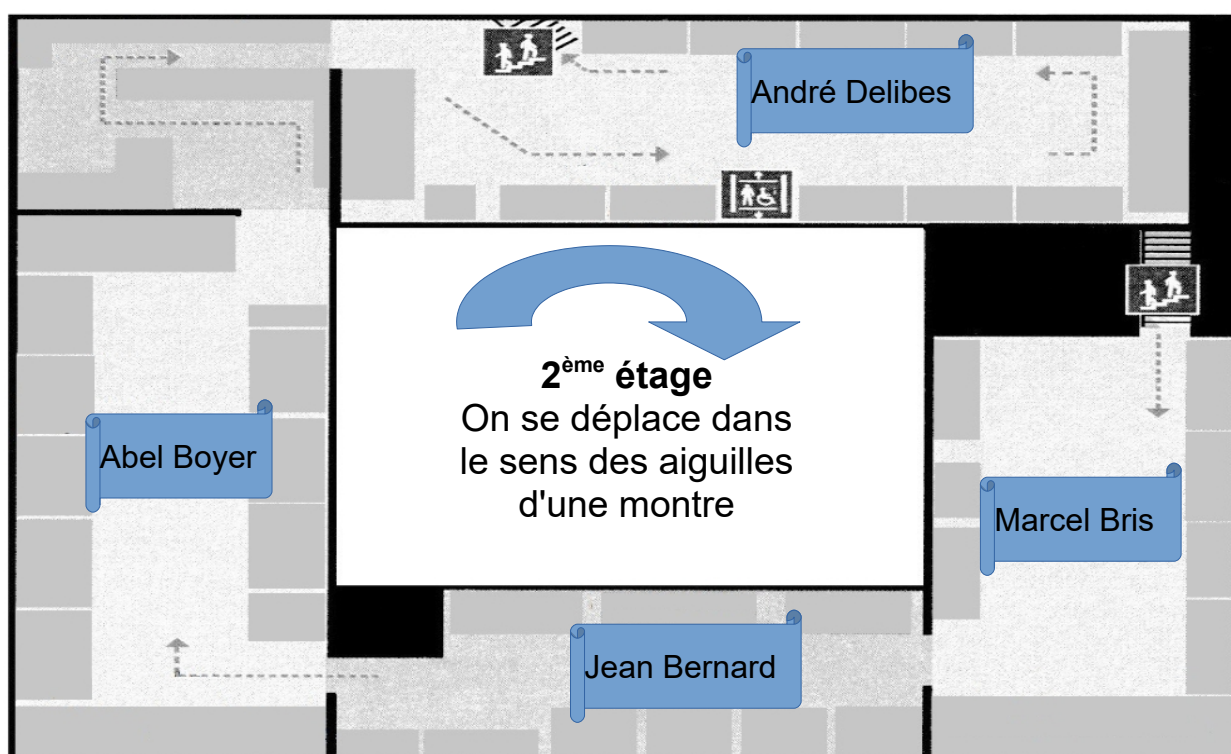 André Delibes
2ème étage
On se déplace dans
le sens des aiguilles
d'une montre
Abel Boyer
Marcel Bris
Jean Bernard